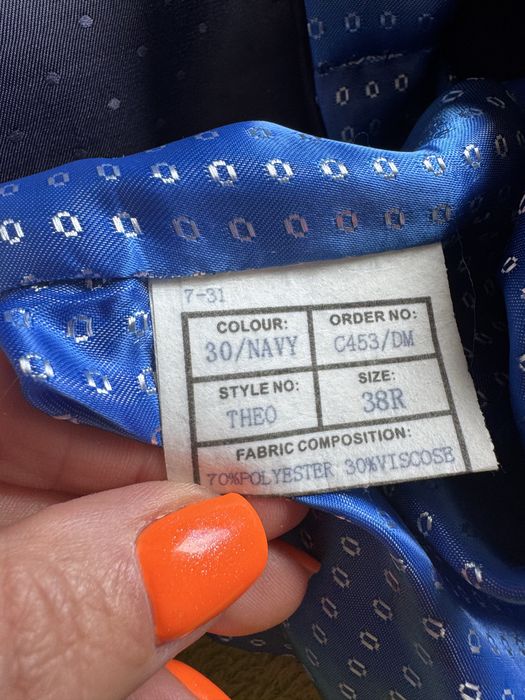 7-31
COLOUR: ORDER NO:
30/NAVY C453/DM
STYLE NO: SIZE:
THEO 38R
FABRIC COMPOSITION:
70%POLYESTER 30%VISCOSE